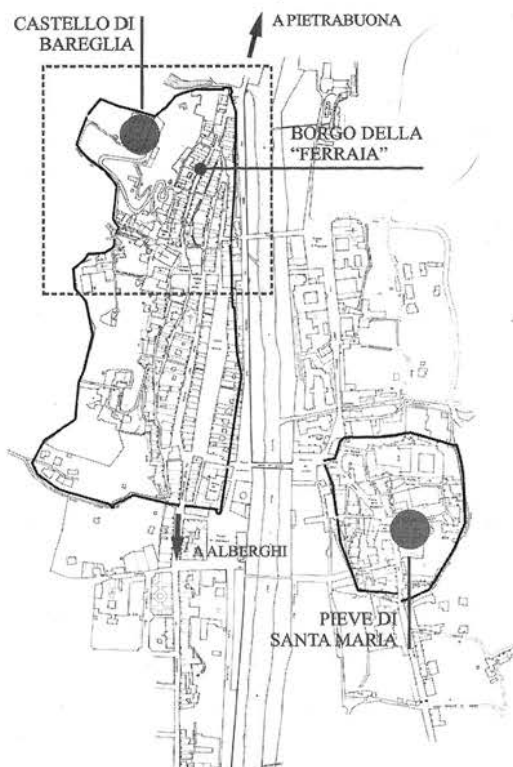 CASTELLO DI
BAREGLIA
A PIETRABUONA
BORGO DELLA
“FERRAIA”
A ALBERGHI
PIEVE DI
SANTA MARIA